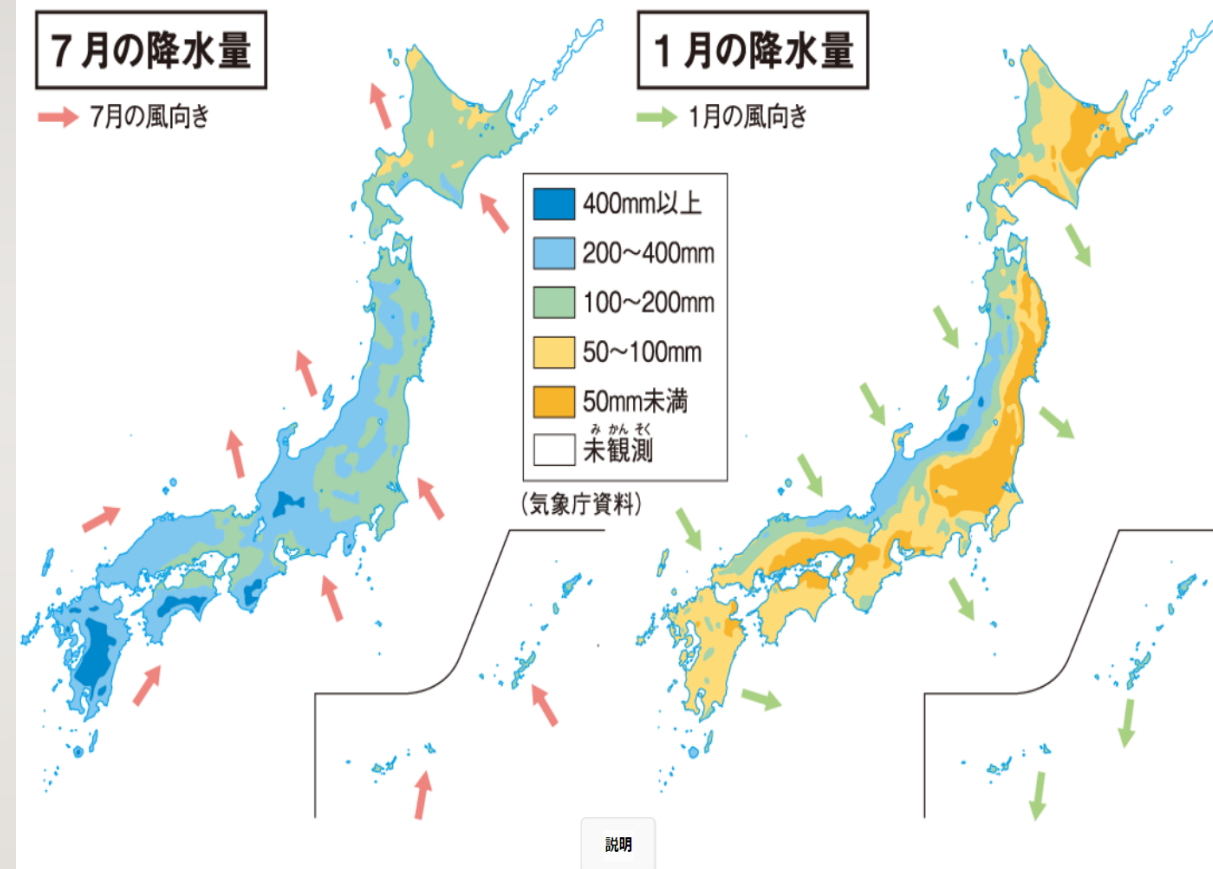 7月の降水量
7月の風向き
1月の降水量
1月の風向き
400mm以上
200～400mm
100～200mm
50～100mm
50mm未満
み かん そく
未観測
(気象庁資料)
説明